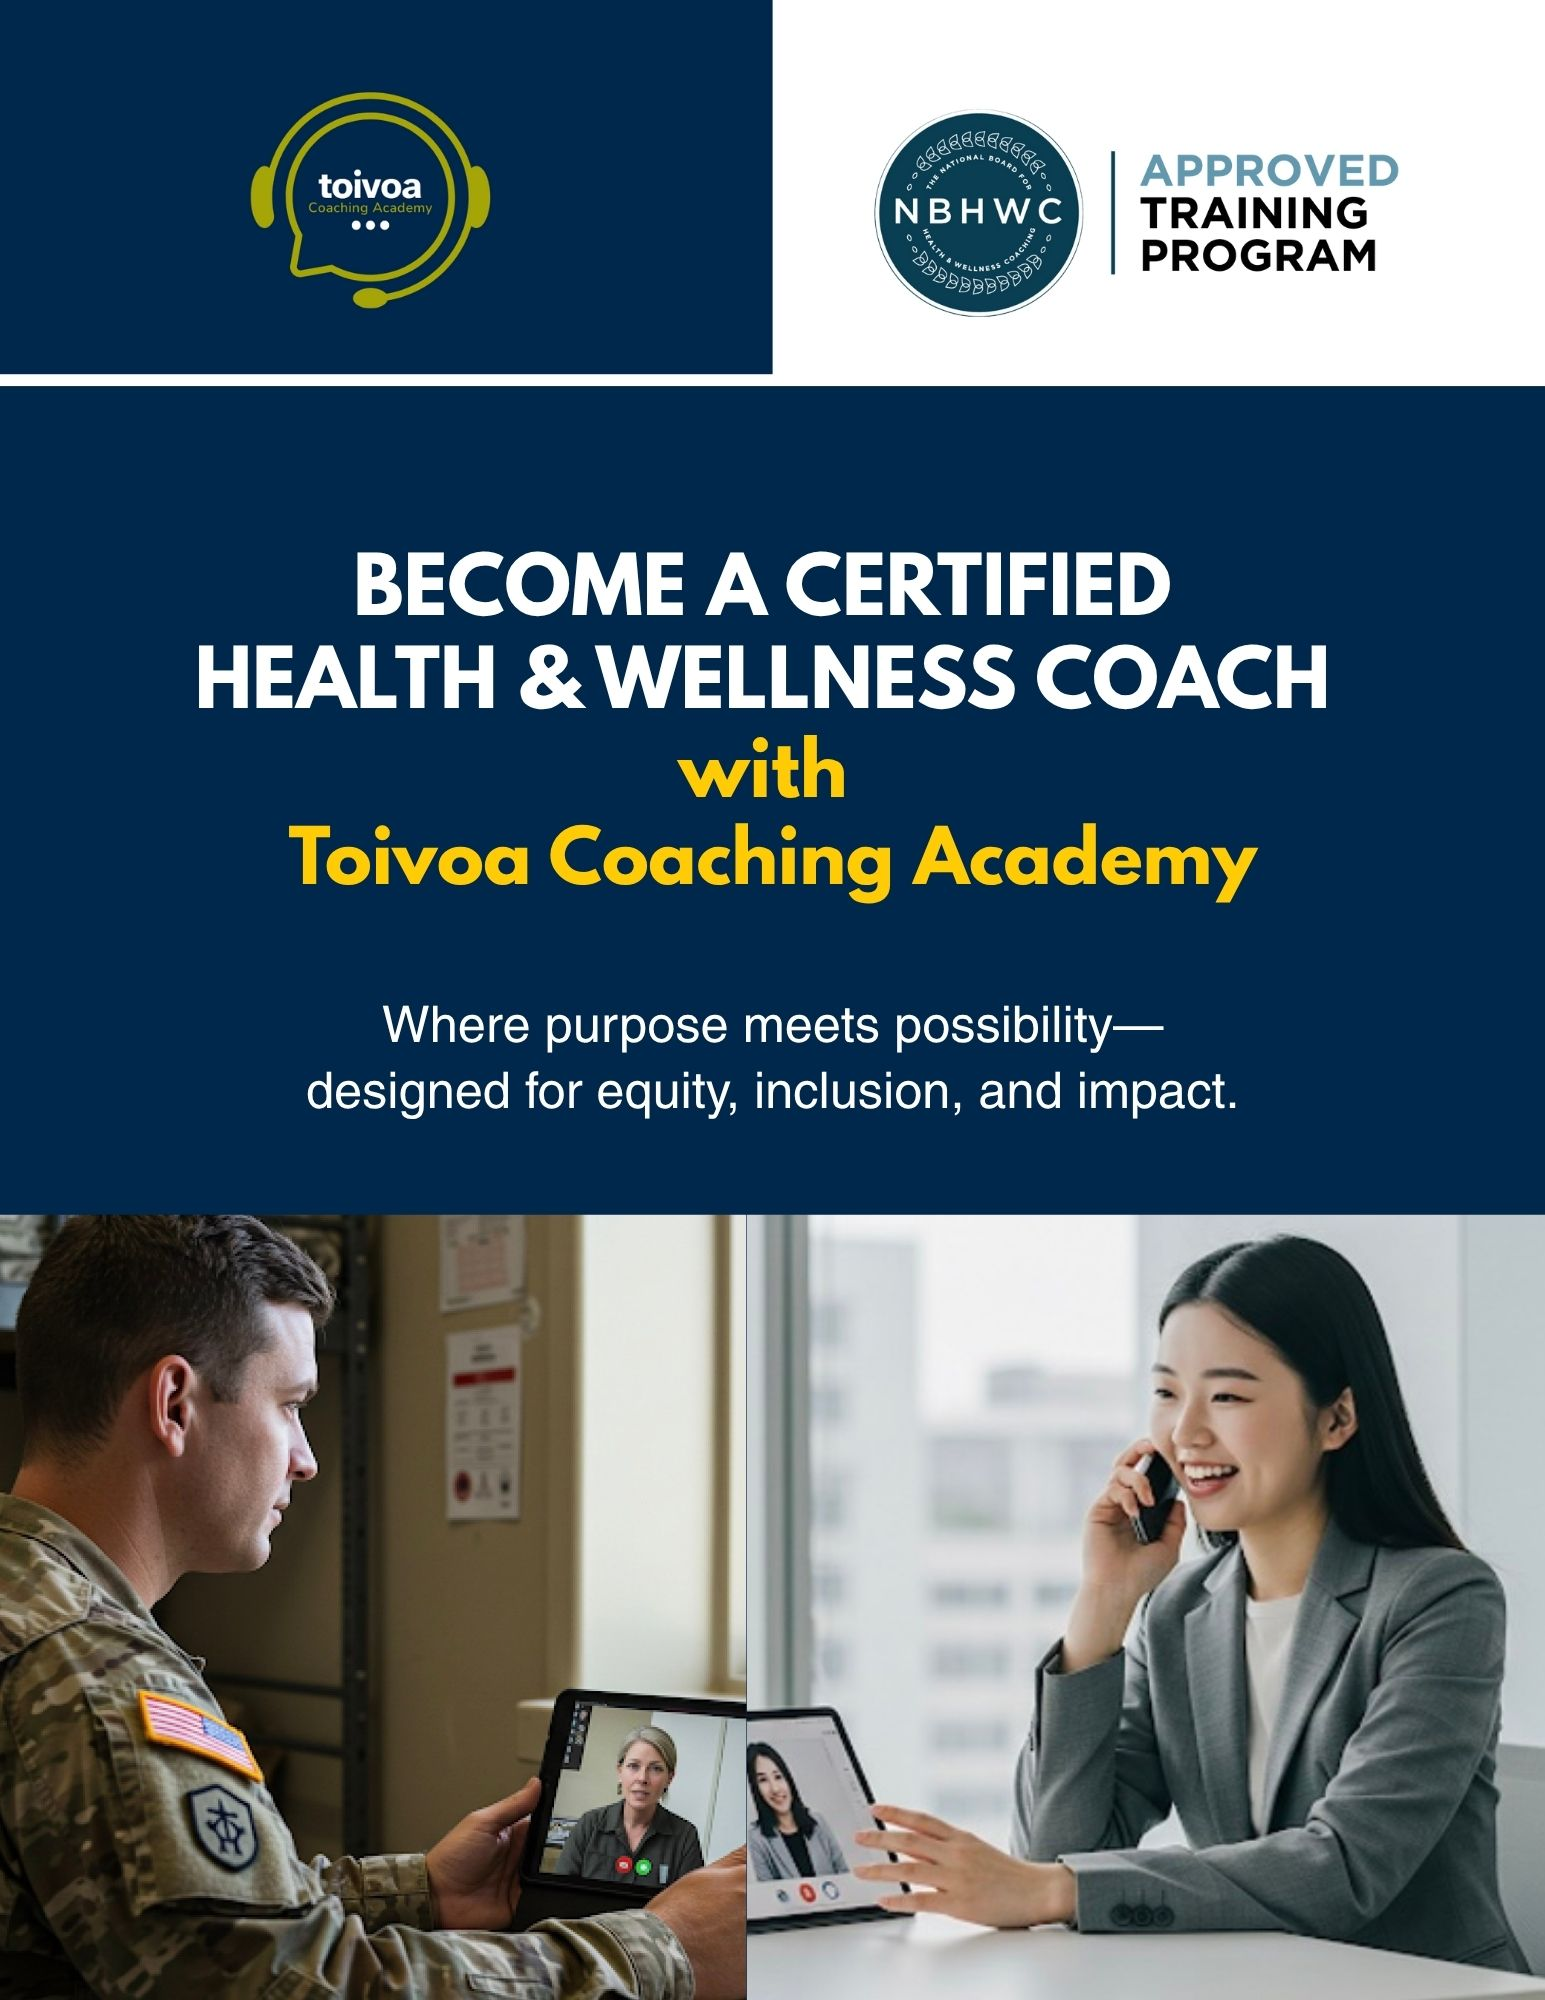 toivoa
Coaching Academy
THE NATIONAL BOARD FOR
NBHWC
HEALTH & WELLNESS COACHING
APPROVED
TRAINING
PROGRAM
BECOME A CERTIFIED
HEALTH & WELLNESS COACH
with
Toivoa Coaching Academy
Where purpose meets possibility—
designed for equity, inclusion, and impact.